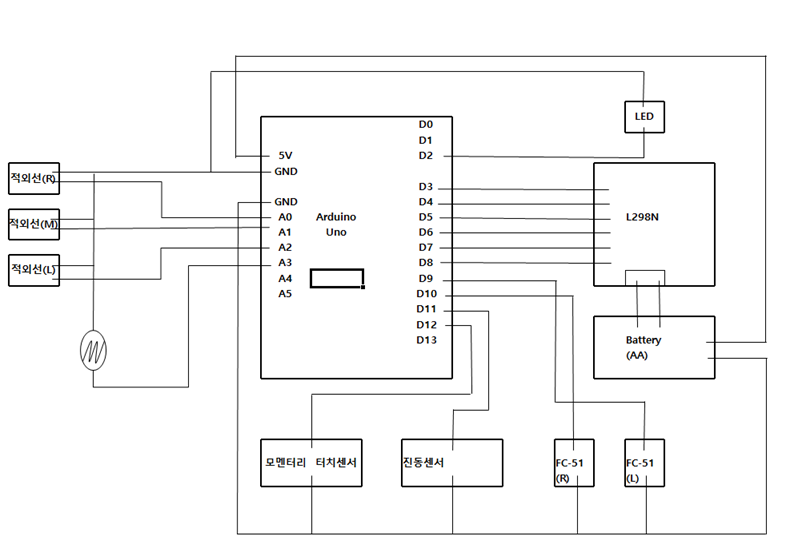 D0
D1
LED
5V
D2
GND
적외선(R)
D3
GND
D4
A0
Arduino
D5
L298N
적외선(M)
A1
Uno
D6
A2
D7
적외선(L)
A3
D8
A4
D9
A5
D10
D11
D12
Battery
D13
(AA)
모멘터리 터치센서
진동센서
FC-51
(R)
FC-51
(L)